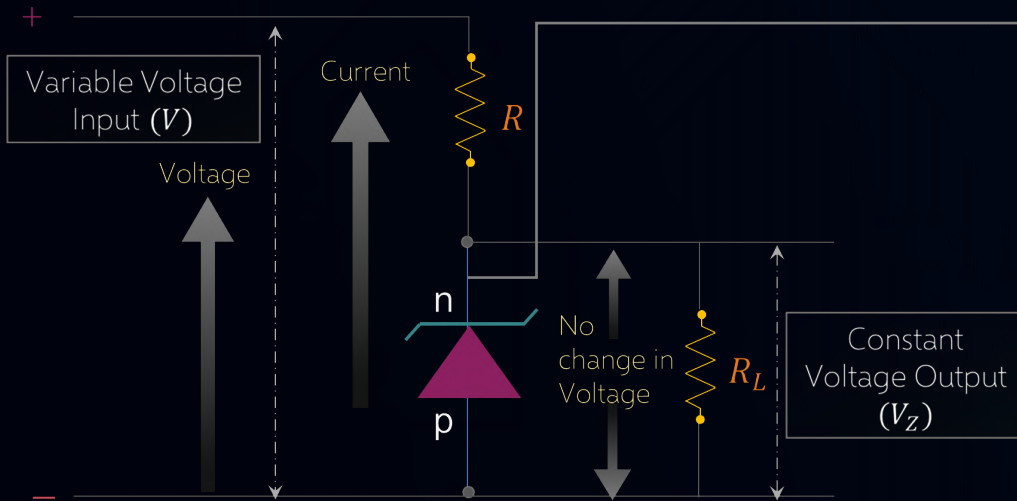 +
Variable Voltage
Input (V)
Current
R
Voltage
n
No
change in
Voltage
R_L
Constant
Voltage Output
(V_Z)
p
−